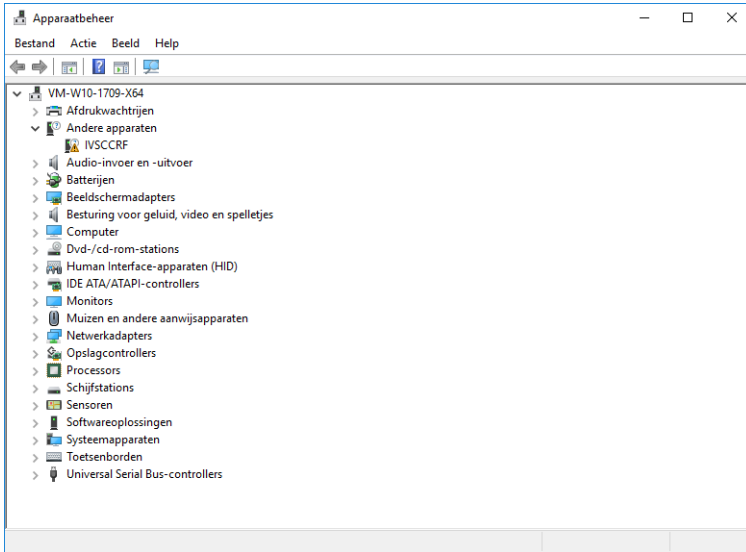 Apparaatbeheer
Bestand Actie Beeld Help
VM-W10-1709-X64
Afdrukwachtrijen
Andere apparaten
IVSCCRF
Audio-invoer en -uitvoer
Batterijen
Beeldschermadapters
Besturing voor geluid, video en spelletjes
Computer
Dvd-/cd-rom-stations
Human Interface-apparaten (HID)
IDE ATA/ATAPI-controllers
Monitors
Muizen en andere aanwijsapparaten
Netwerkadapters
Opslagcontrollers
Processors
Schijfstations
Sensoren
Softwareoplossingen
Systeemapparaten
Toetsenborden
Universal Serial Bus-controllers